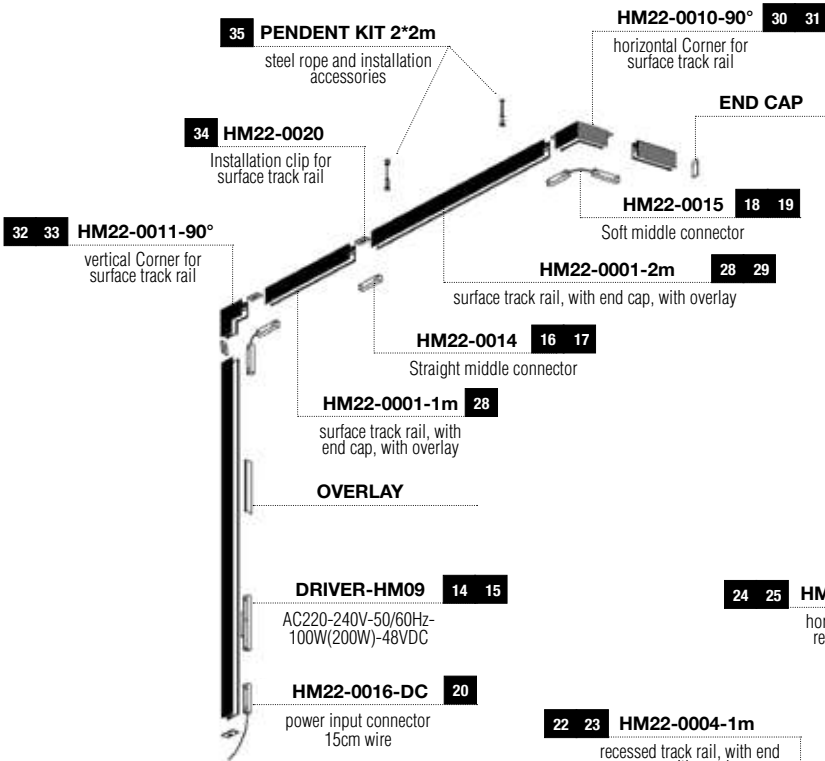 35 PENDENT KIT 2*2m
steel rope and installation
accessories
HM22-0010-90° 30 31
horizontal Corner for
surface track rail
END CAP
34 HM22-0020
Installation clip for
surface track rail
HM22-0015 18 19
Soft middle connector
32 33 HM22-0011-90°
vertical Corner for
surface track rail
HM22-0001-2m 28 29
surface track rail, with end cap, with overlay
HM22-0014 16 17
Straight middle connector
HM22-0001-1m 28
surface track rail, with
end cap, with overlay
OVERLAY
DRIVER-HM09 14 15
AC220-240V-50/60Hz-
100W(200W)-48VDC
24 25
HM22-0016-DC 20
power input connector
15cm wire
22 23 HM22-0004-1m
recessed track rail, with end